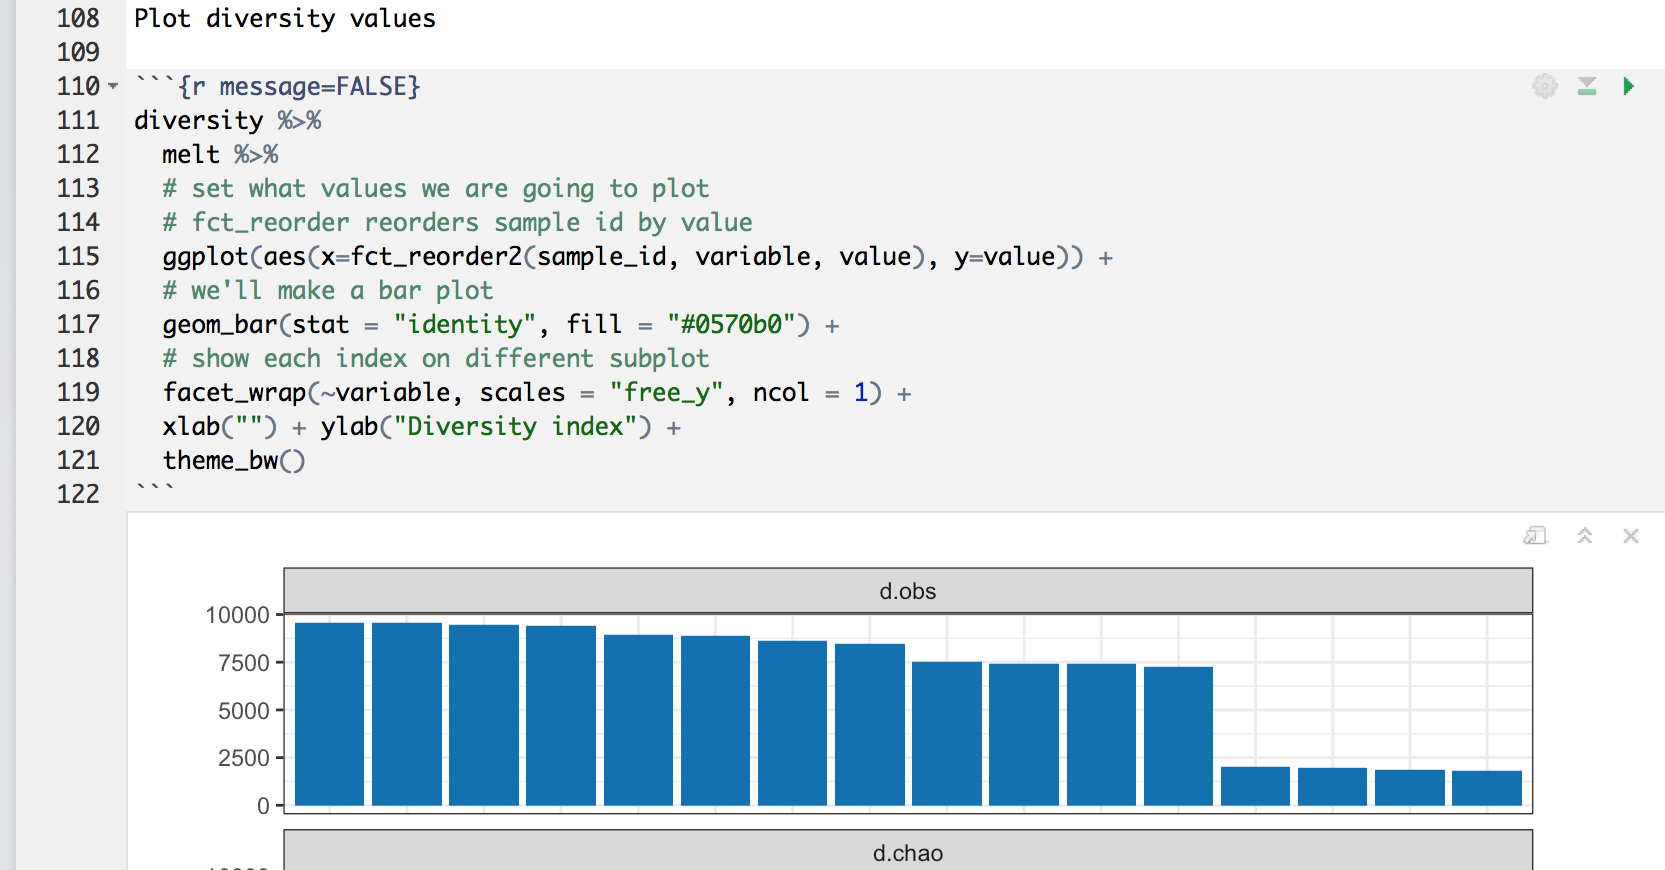 108 Plot diversity values
109
110 ```{r message=FALSE}
111 diversity %>%
112   melt %>%
113   # set what values we are going to plot
114   # fct_reorder reorders sample id by value
115   ggplot(aes(x=fct_reorder2(sample_id, variable, value), y=value)) +
116   # we'll make a bar plot
117   geom_bar(stat = "identity", fill = "#0570b0") +
118   # show each index on different subplot
119   facet_wrap(~variable, scales = "free_y", ncol = 1) +
120   xlab("") + ylab("Diversity index") +
121   theme_bw()
122 ```
d.obs
10000
7500
5000
2500
0
d.chao